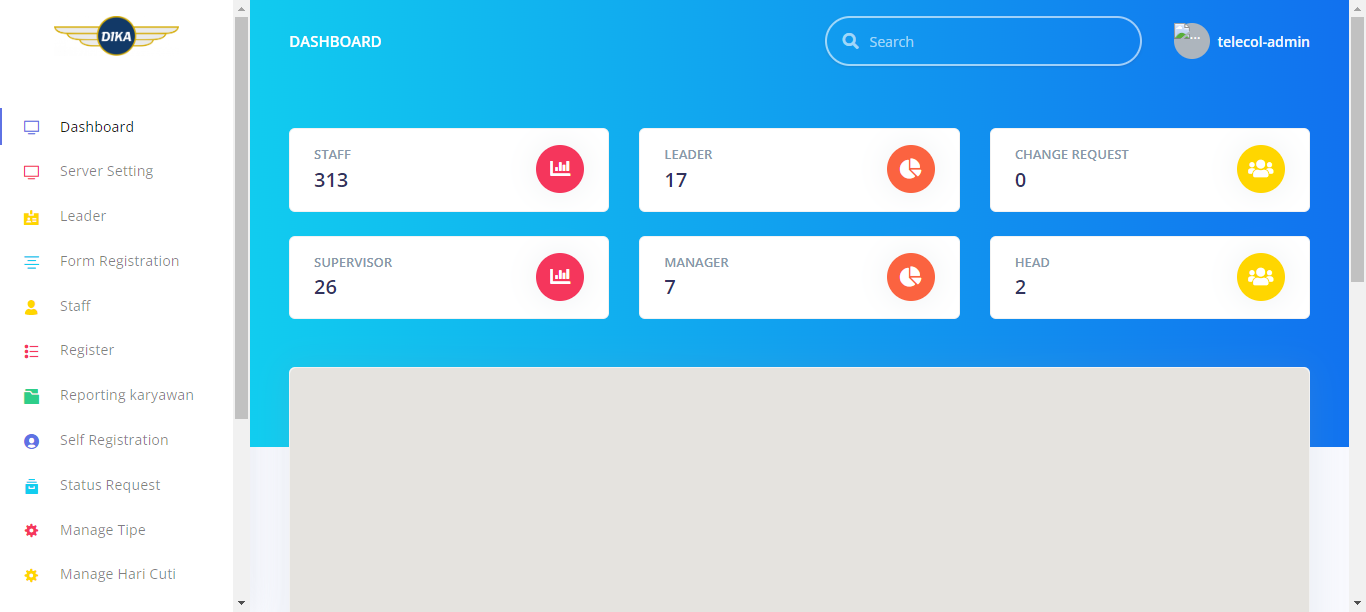 DIKA
Dashboard
Server Setting
Leader
Form Registration
Staff
Register
Reporting karyawan
Self Registration
Status Request
Manage Tipe
Manage Hari Cuti
DASHBOARD
Search
...
telecol-admin
STAFF
313
LEADER
17
CHANGE REQUEST
0
SUPERVISOR
26
MANAGER
7
HEAD
2